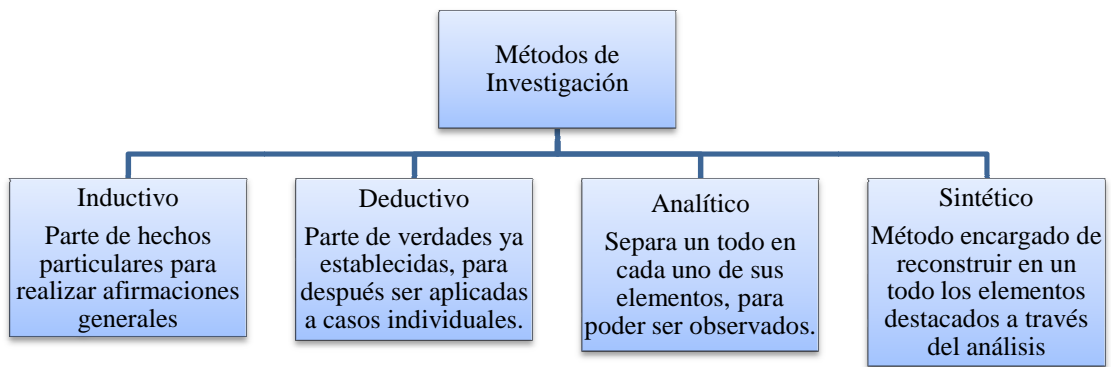 Métodos de
Investigación
Inductivo
Parte de hechos
particulares para
realizar afirmaciones
generales
Deductivo
Parte de verdades ya
establecidas, para
después ser aplicadas
a casos individuales.
Analítico
Separa un todo en
cada uno de sus
elementos, para
poder ser observados.
Sintético
Método encargado de
reconstruir en un
todo los elementos
destacados a través
del análisis